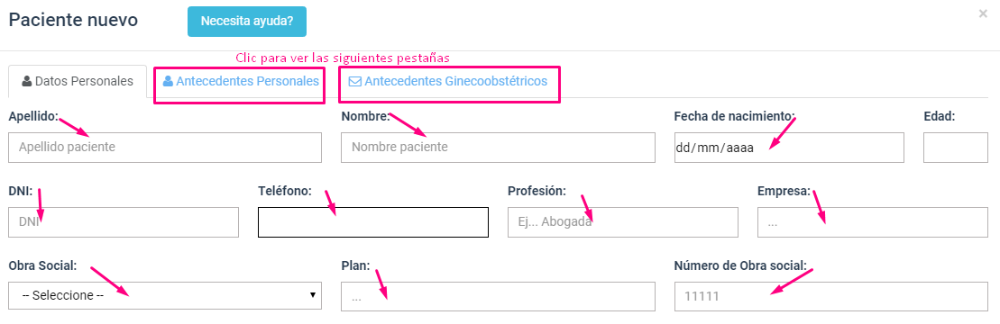 Paciente nuevo Necesita ayuda? ×
Clic para ver las siguientes pestañas
Datos Personales Antecedentes Personales Antecedentes Ginecoobstétricos
Apellido: Nombre: Fecha de nacimiento: Edad:
Apellido paciente Nombre paciente dd/mm/aaaa
DNI: Teléfono: Profesión: Empresa:
DNI Ej... Abogada ...
Obra Social: Plan: Número de Obra social:
-- Seleccione -- ... 11111